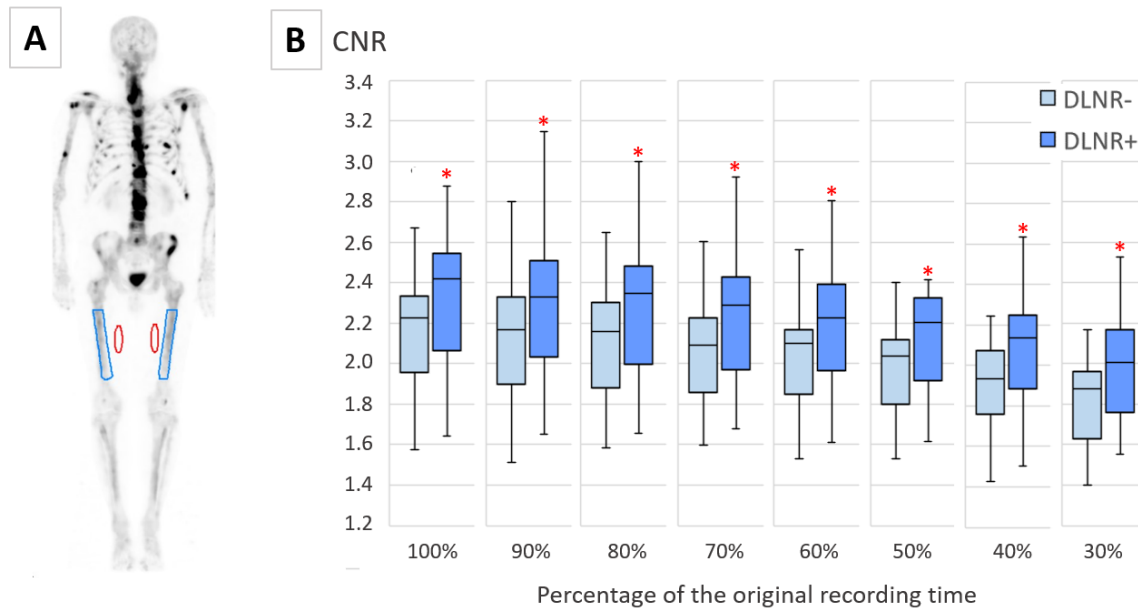 A
B CNR
3.4
3.2
3.0
2.8
2.6
2.4
2.2
2.0
1.8
1.6
1.4
1.2
DLNR-
DLNR+
* * * * * * * *
100% 90% 80% 70% 60% 50% 40% 30%
Percentage of the original recording time